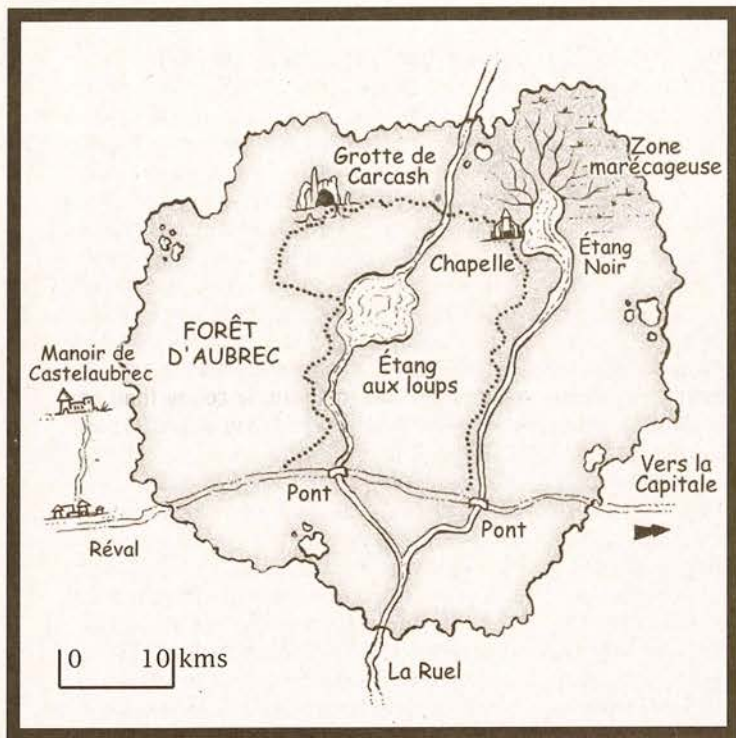 Grotte de
Carcash
Zone
marécageuse
Chapelle
Étang
Noir
FORÊT
D'AUBREC
Manoir de
Castelaubrec
Étang
aux loups
Vers la
Capitale
Pont
Pont
Réval
0 10 kms
La Ruel